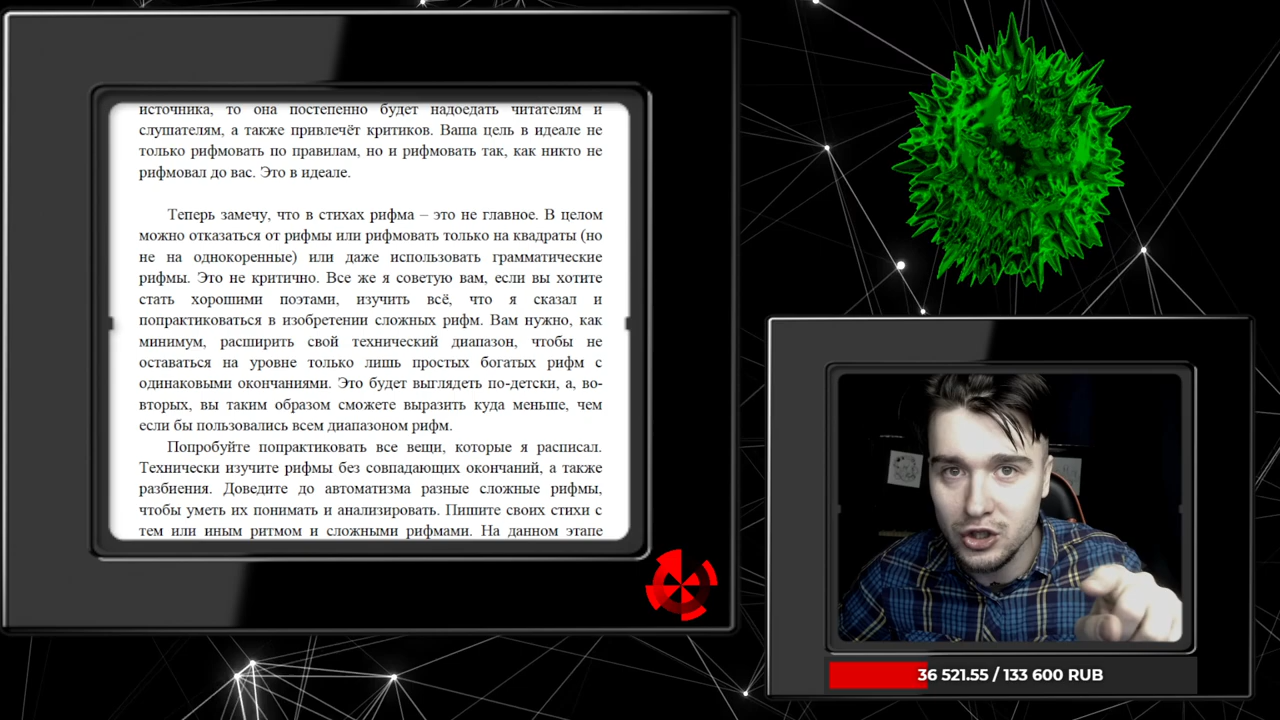 источника, то она постепенно будет надоедать читателям и
слушателям, а также привлечёт критиков. Ваша цель в идеале не
только рифмовать по правилам, но и рифмовать так, как никто не
рифмовал до вас. Это в идеале.
Теперь замечу, что в стихах рифма – это не главное. В целом
можно отказаться от рифмы или рифмовать только на квадраты (но
не на однокоренные) или даже использовать грамматические
рифмы. Это не критично. Все же я советую вам, если вы хотите
стать хорошими поэтами, изучить всё, что я сказал и
попрактиковаться в изобретении сложных рифм. Вам нужно, как
минимум, расширить свой технический диапазон, чтобы не
оставаться на уровне только лишь простых богатых рифм с
одинаковыми окончаниями. Это будет выглядеть по-детски, а, во-
вторых, вы таким образом сможете выразить куда меньше, чем
если бы пользовались всем диапазоном рифм.
Попробуйте попрактиковать все вещи, которые я расписал.
Технически изучите рифмы без совпадающих окончаний, а также
разбиения. Доведите до автоматизма разные сложные рифмы,
чтобы уметь их понимать и анализировать. Пишите своих стихи с
тем или иным ритмом и сложными рифмами. На данном этапе
36 521.55 / 133 600 RUB